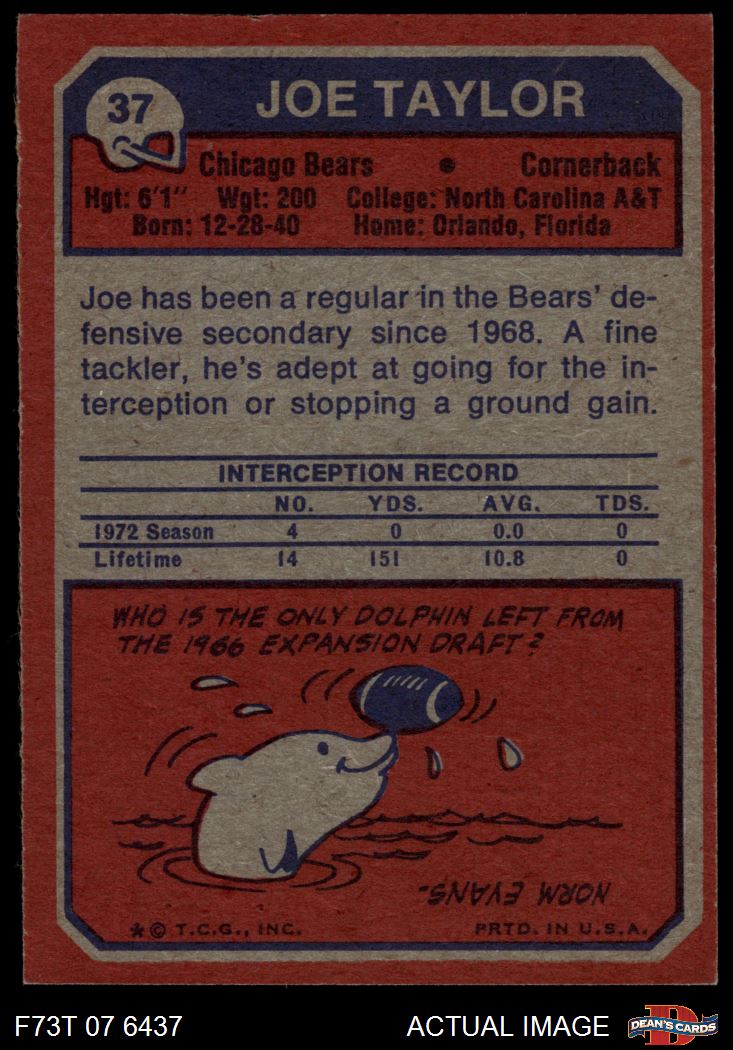 37
JOE TAYLOR
Chicago Bears • Cornerback
Hgt: 6'1" Wgt: 200 College: North Carolina A&T
Born: 12-28-40 Home: Orlando, Florida
Joe has been a regular in the Bears' de-
fensive secondary since 1968. A fine
tackler, he's adept at going for the in-
terception or stopping a ground gain.
INTERCEPTION RECORD
NO. YDS. AVG. TDS.
1972 Season 4 0 0.0 0
Lifetime 14 151 10.8 0
WHO IS THE ONLY DOLPHIN LEFT FROM
THE 1966 EXPANSION DRAFT?
NORM EVANS.
* © T.C.G., INC. PRTD. IN U.S.A.
F73T 07 6437 ACTUAL IMAGE D DEAN'S CARDS